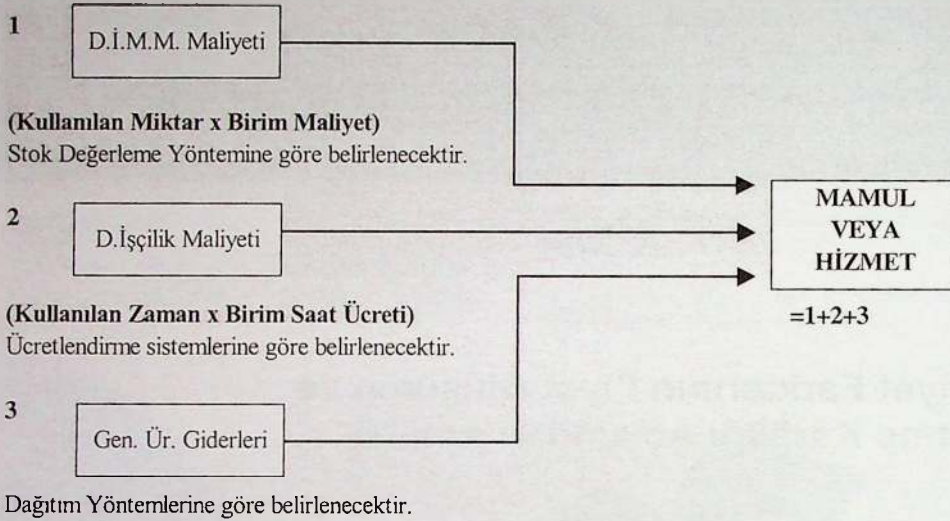 1
D.İ.M.M. Maliyeti
(Kullanılan Miktar x Birim Maliyet)
Stok Değerleme Yöntemine göre belirlenecektir.
2
D.İşçilik Maliyeti
(Kullanılan Zaman x Birim Saat Ücreti)
Ücretlendirme sistemlerine göre belirlenecektir.
3
Gen. Ür. Giderleri
Dağıtım Yöntemlerine göre belirlenecektir.
MAMUL
VEYA
HİZMET
=1+2+3